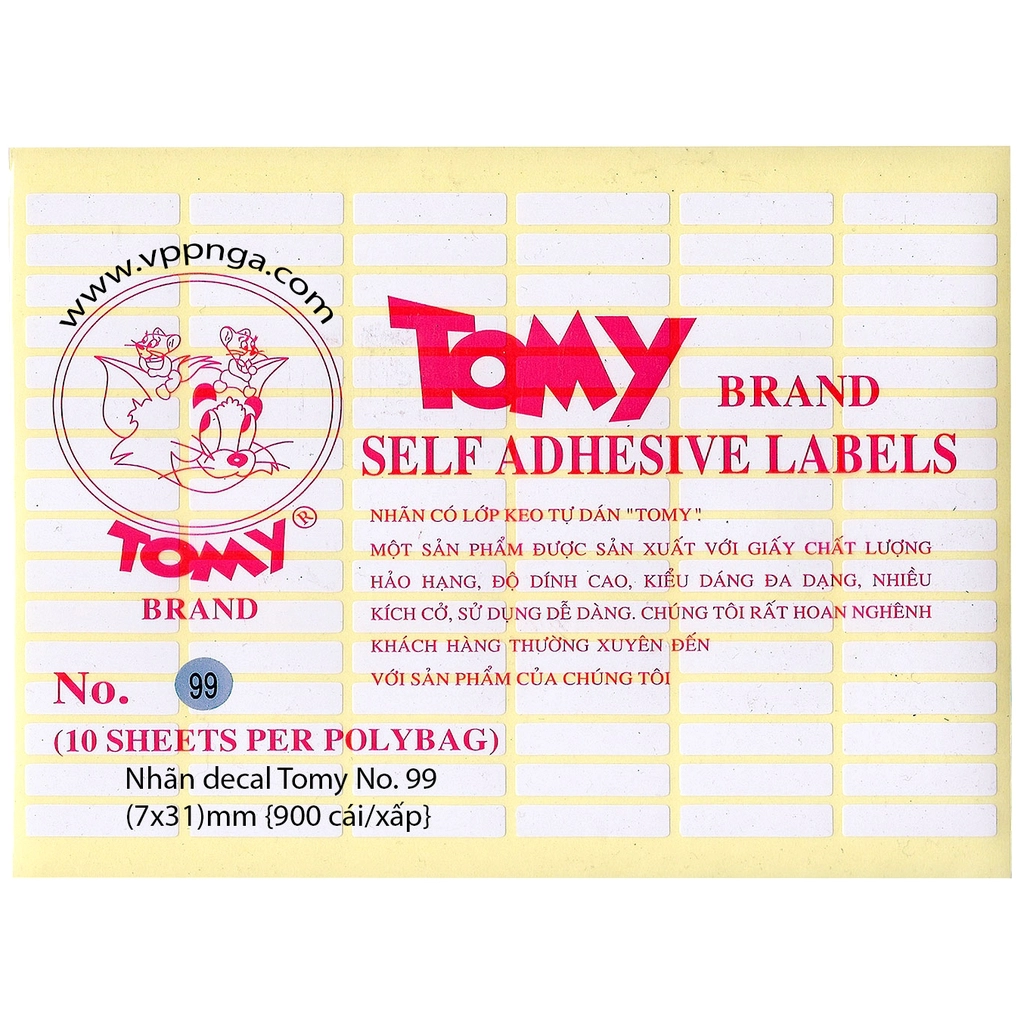 www.vppnga.com
TOMY
BRAND
SELF ADHESIVE LABELS
NHÃN CÓ LỚP KEO TỰ DÁN "TOMY".
MỘT SẢN PHẨM ĐƯỢC SẢN XUẤT VỚI GIẤY CHẤT LƯỢNG
HẢO HẠNG, ĐỘ DÍNH CAO, KIỂU DÁNG ĐA DẠNG, NHIỀU
KÍCH CỞ, SỬ DỤNG DỄ DÀNG. CHÚNG TÔI RẤT HOAN NGHÊNH
KHÁCH HÀNG THƯỜNG XUYÊN ĐẾN
VỚI SẢN PHẨM CỦA CHÚNG TÔI
TOMY®
BRAND
No. 99
(10 SHEETS PER POLYBAG)
Nhãn decal Tomy No. 99
(7x31)mm {900 cái/xấp}